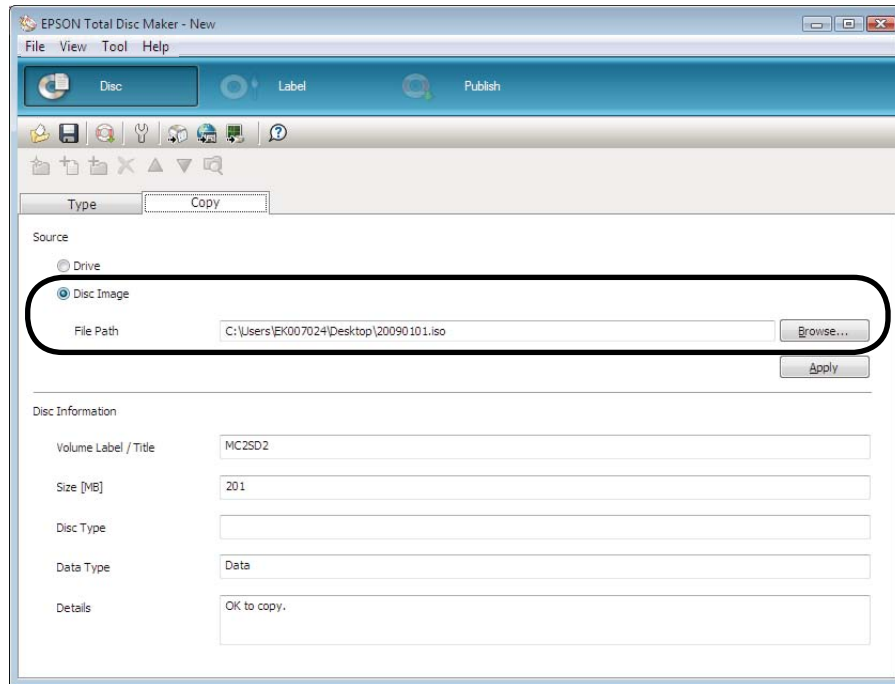 EPSON Total Disc Maker - New
File View Tool Help
Disc Label Publish
Type Copy
Source
Drive
Disc Image
File Path C:\Users\EK007024\Desktop\20090101.iso Browse...
Apply
Disc Information
Volume Label / Title MC2SD2
Size [MB] 201
Disc Type
Data Type Data
Details OK to copy.